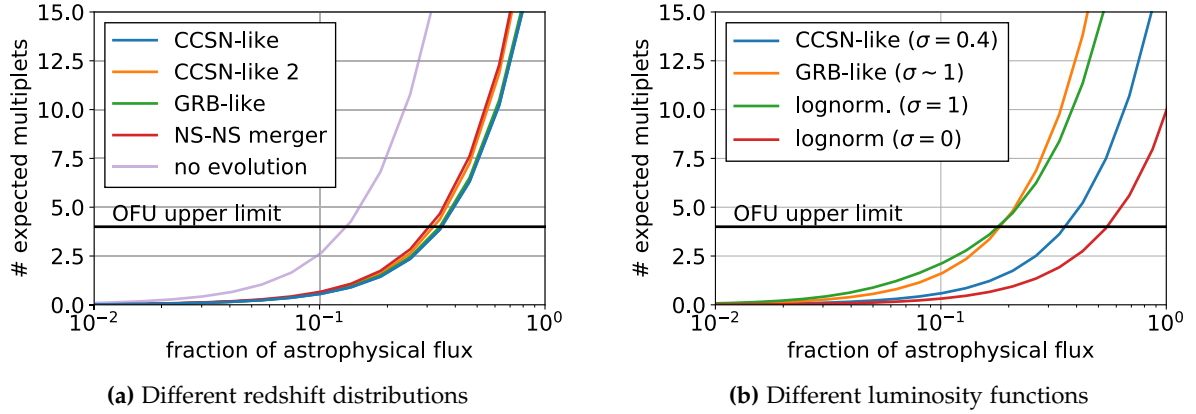 15.0
12.5
10.0
7.5
5.0
2.5
0.0
# expected multiplets
CCSN-like
CCSN-like 2
GRB-like
NS-NS merger
no evolution
OFU upper limit
10⁻² 10⁻¹ 10⁰
fraction of astrophysical flux
(a) Different redshift distributions
15.0
12.5
10.0
7.5
5.0
2.5
0.0
# expected multiplets
CCSN-like (σ = 0.4)
GRB-like (σ ~ 1)
lognorm. (σ = 1)
lognorm (σ = 0)
OFU upper limit
10⁻² 10⁻¹ 10⁰
fraction of astrophysical flux
(b) Different luminosity functions